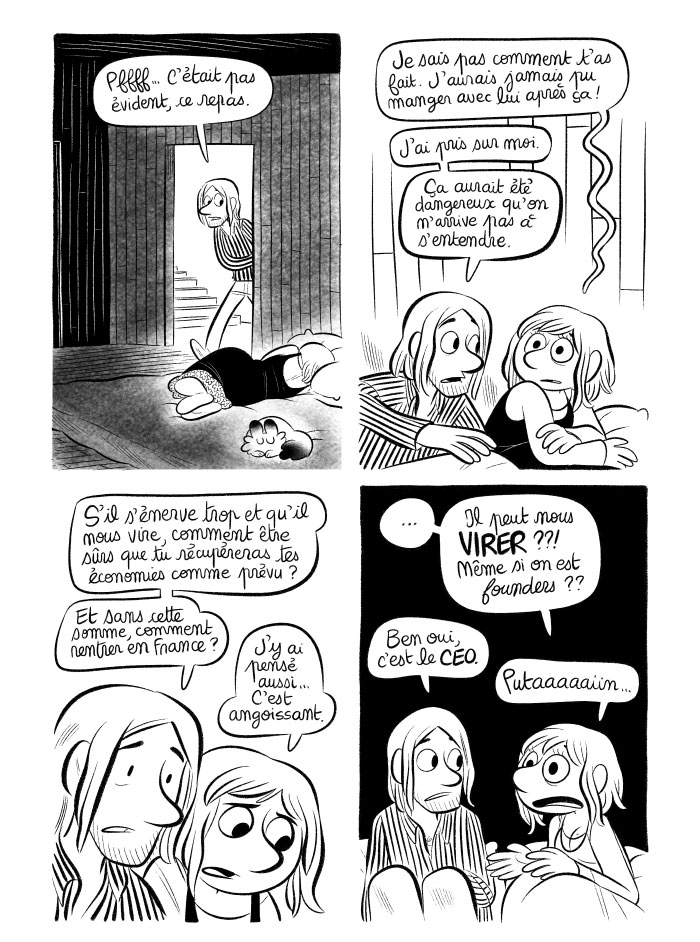 Pffff... C'était pas
évident, ce repas.
Je sais pas comment t'as
fait. J'aurais jamais pu
manger avec lui après ça !
J'ai pris sur moi.
Ça aurait été
dangereux qu'on
n'arrive pas à
s'entendre.
S'il s'énerve trop et qu'il
nous vire, comment être
sûrs que tu récupèreras tes
économies comme prévu ?
Et sans cette
somme, comment
rentrer en France ?
J'y ai
pensé
aussi...
C'est
angoissant.
...
Il peut nous
VIRER ??!
Même si on est
founders ??
Ben oui,
c'est le CEO.
Putaaaaaiin...